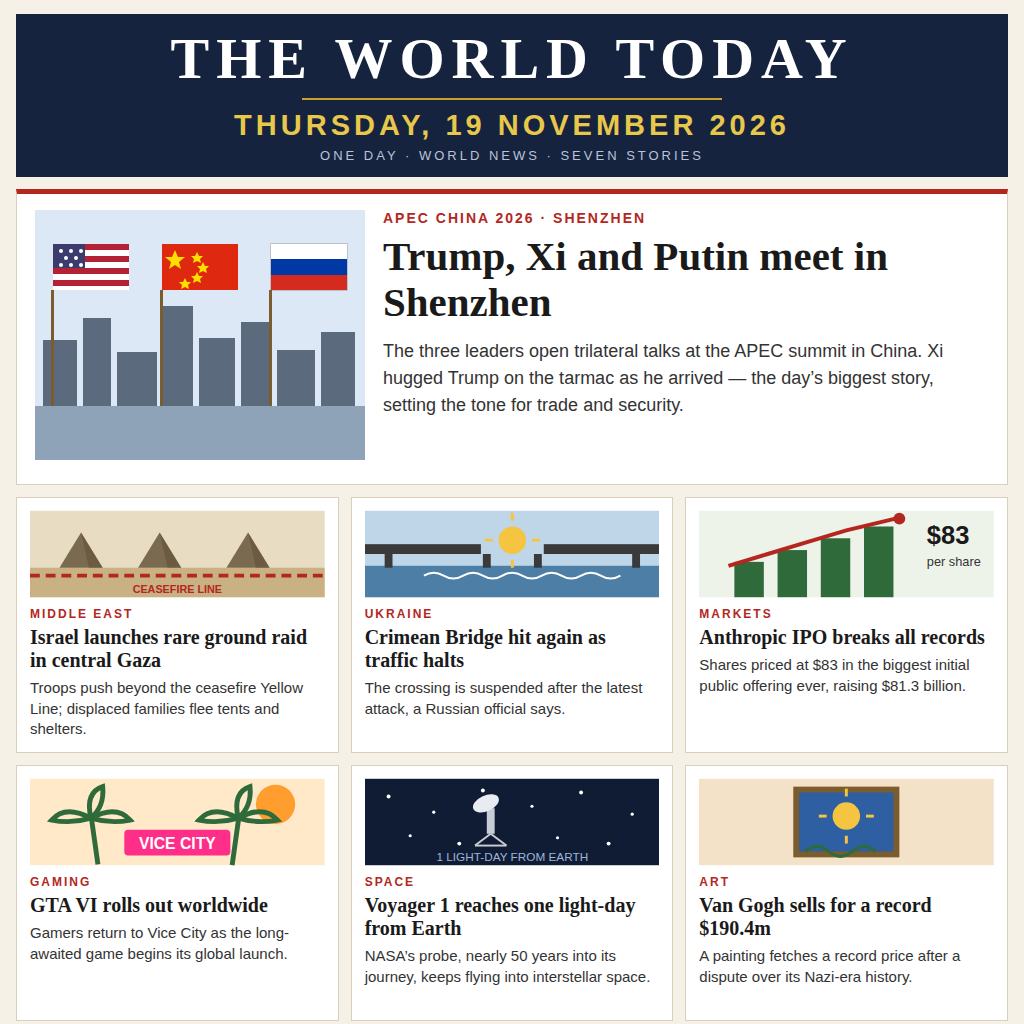 THE WORLD TODAY
THURSDAY, 19 NOVEMBER 2026
ONE DAY · WORLD NEWS · SEVEN STORIES
APEC CHINA 2026 · SHENZHEN
Trump, Xi and Putin meet in
Shenzhen
The three leaders open trilateral talks at the APEC summit in China. Xi
hugged Trump on the tarmac as he arrived — the day’s biggest story,
setting the tone for trade and security.
CEASEFIRE LINE
MIDDLE EAST
Israel launches rare ground raid
in central Gaza
Troops push beyond the ceasefire Yellow
Line; displaced families flee tents and
shelters.
UKRAINE
Crimean Bridge hit again as
traffic halts
The crossing is suspended after the latest
attack, a Russian official says.
$83
per share
MARKETS
Anthropic IPO breaks all records
Shares priced at $83 in the biggest initial
public offering ever, raising $81.3 billion.
VICE CITY
GAMING
GTA VI rolls out worldwide
Gamers return to Vice City as the long-
awaited game begins its global launch.
1 LIGHT-DAY FROM EARTH
SPACE
Voyager 1 reaches one light-day
from Earth
NASA’s probe, nearly 50 years into its
journey, keeps flying into interstellar space.
ART
Van Gogh sells for a record
$190.4m
A painting fetches a record price after a
dispute over its Nazi-era history.